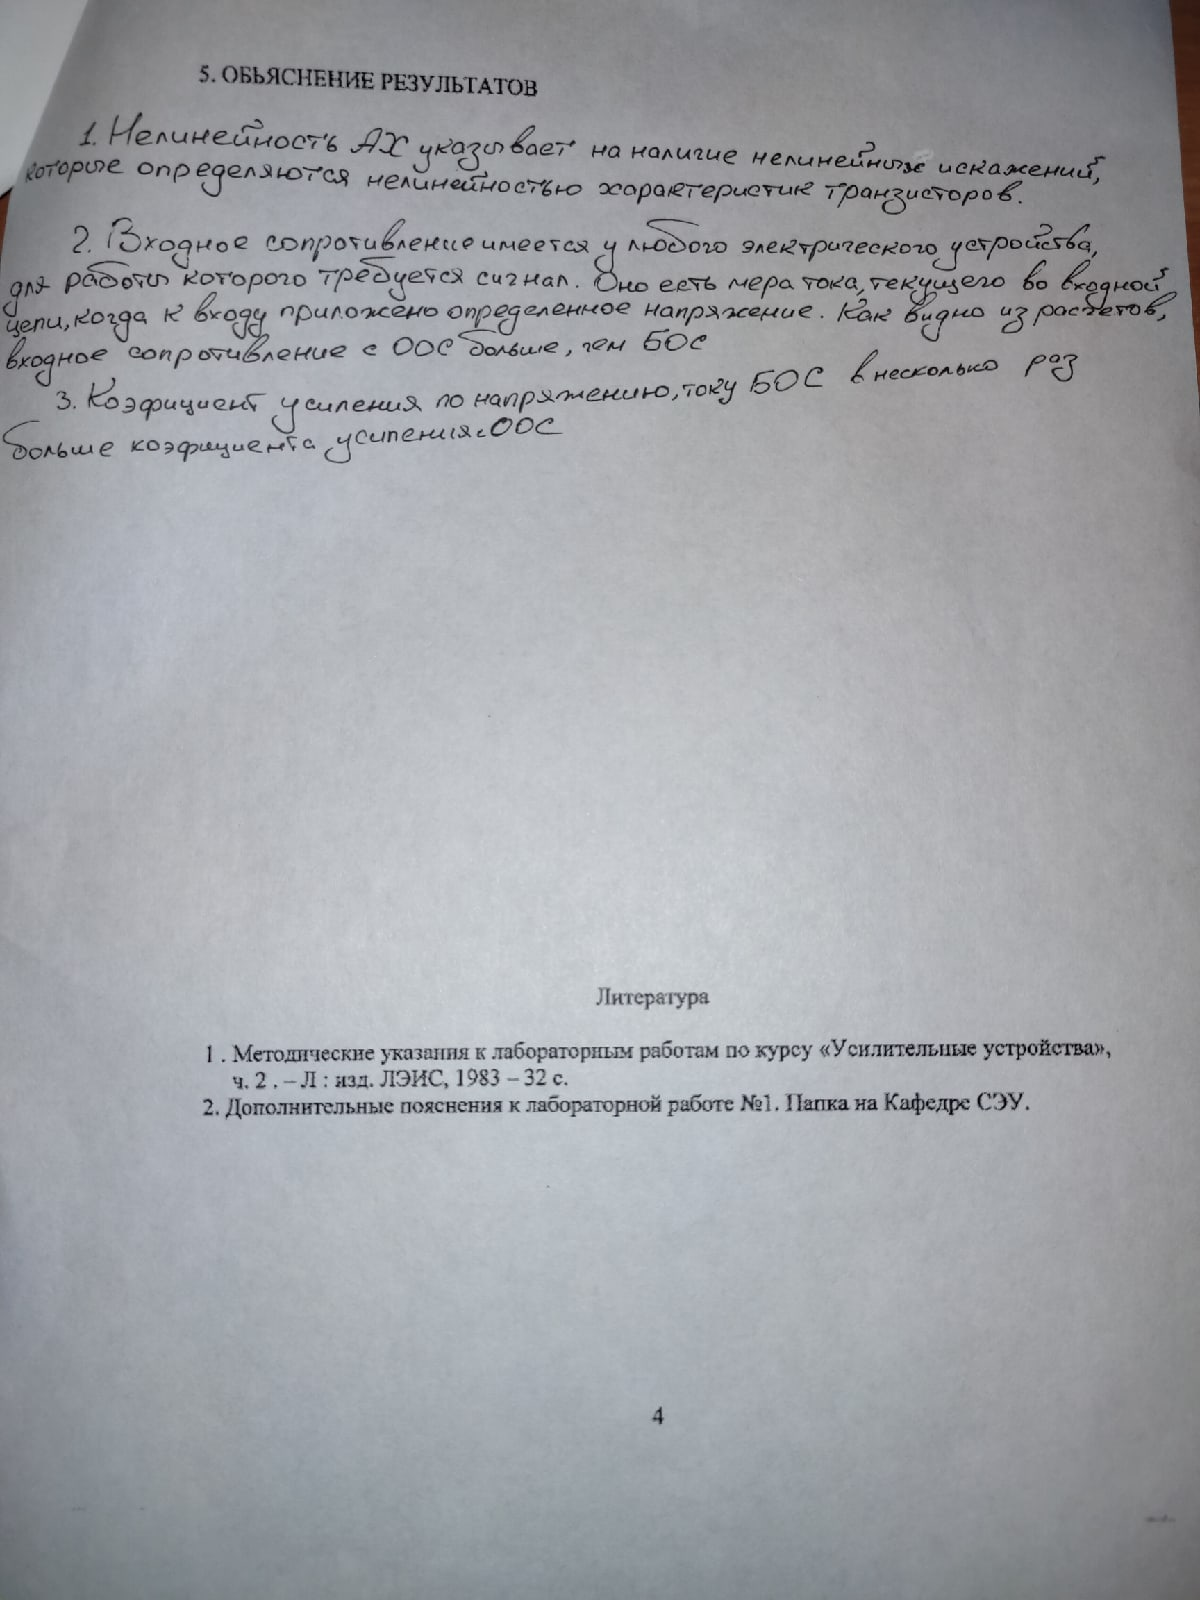 5. ОБЬЯСНЕНИЕ РЕЗУЛЬТАТОВ
1. Нелинейность АХ указывает на наличие нелинейных искажений,
которые определяются нелинейностью характеристик транзисторов.
2. Входное сопротивление имеется у любого электрического устройства,
для работы которого требуется сигнал. Оно есть мера тока, текущего во входной
цепи, когда к входу приложено определенное напряжение. Как видно из расчетов,
входное сопротивление с ООС больше, чем БОС
3. Коэфициент усиления по напряжению, току БОС в несколько раз
больше коэфициента усиления с ООС
Литература
1 . Методические указания к лабораторным работам по курсу «Усилительные устройства»,
ч. 2 . – Л : изд. ЛЭИС, 1983 – 32 с.
2. Дополнительные пояснения к лабораторной работе №1. Папка на Кафедре СЭУ.
4